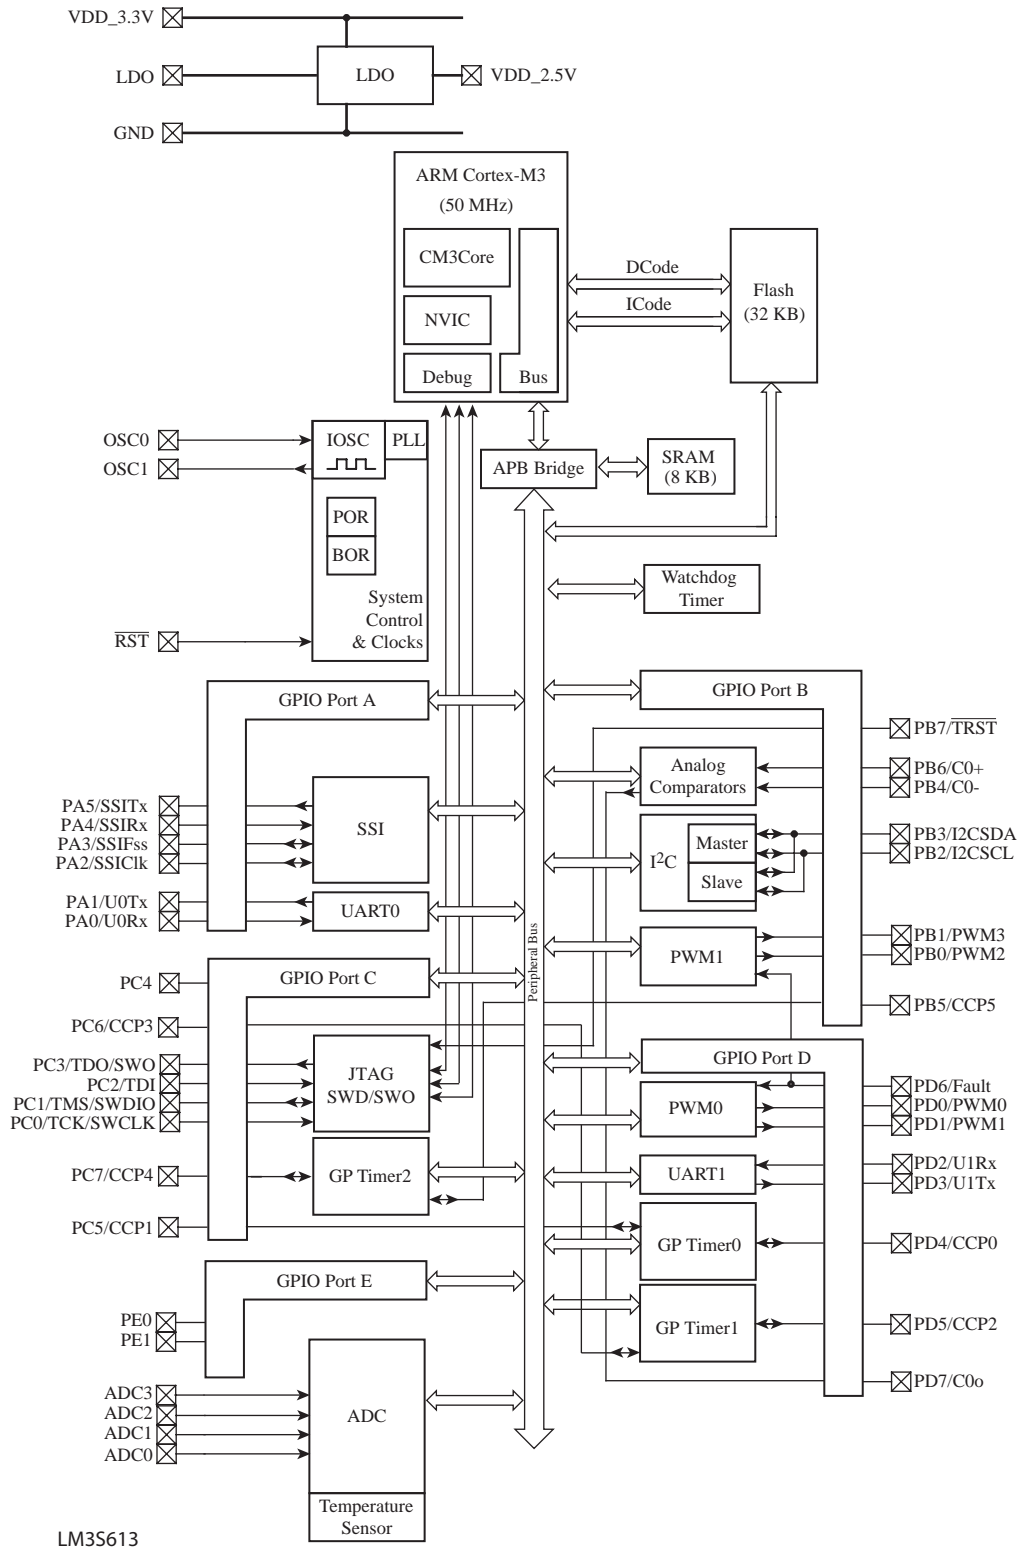 VDD_3.3V
LDO
LDO
VDD_2.5V
GND
ARM Cortex-M3
(50 MHz)
CM3Core
NVIC
Debug
Bus
DCode
ICode
Flash
(32 KB)
OSC0
OSC1
IOSC
PLL
APB Bridge
SRAM
(8 KB)
POR
BOR
System
Control
& Clocks
RST
Watchdog
Timer
GPIO Port A
GPIO Port B
PB7/TRST
Analog
Comparators
PB6/C0+
PB4/C0-
PA5/SSITx
PA4/SSIRx
PA3/SSIFss
PA2/SSIClk
SSI
I²C
Master
Slave
PB3/I2CSDA
PB2/I2CSCL
PA1/U0Tx
PA0/U0Rx
UART0
Peripheral Bus
PWM1
PB1/PWM3
PB0/PWM2
PC4
GPIO Port C
PB5/CCP5
PC6/CCP3
PC3/TDO/SWO
PC2/TDI
PC1/TMS/SWDIO
PC0/TCK/SWCLK
JTAG
SWD/SWO
GPIO Port D
PWM0
PD6/Fault
PD0/PWM0
PD1/PWM1
PC7/CCP4
GP Timer2
UART1
PD2/U1Rx
PD3/U1Tx
PC5/CCP1
GP Timer0
PD4/CCP0
GPIO Port E
PE0
PE1
GP Timer1
PD5/CCP2
PD7/C0o
ADC3
ADC2
ADC1
ADC0
ADC
Temperature
Sensor
LM3S613